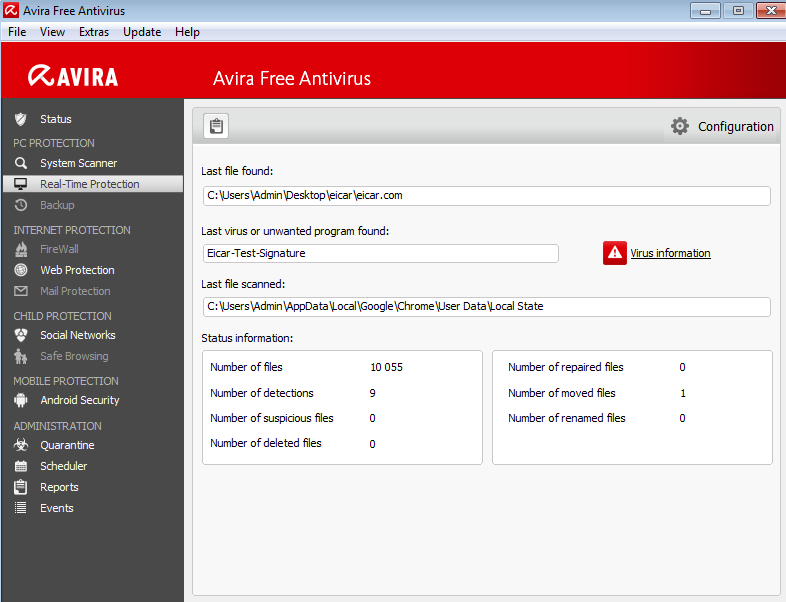 Avira Free Antivirus
File View Extras Update Help
AVIRA
Avira Free Antivirus
Status
PC PROTECTION
System Scanner
Real-Time Protection
Backup
INTERNET PROTECTION
FireWall
Web Protection
Mail Protection
CHILD PROTECTION
Social Networks
Safe Browsing
MOBILE PROTECTION
Android Security
ADMINISTRATION
Quarantine
Scheduler
Reports
Events
Configuration
Last file found:
C:\Users\Admin\Desktop\eicar\eicar.com
Last virus or unwanted program found:
Eicar-Test-Signature
Virus information
Last file scanned:
C:\Users\Admin\AppData\Local\Google\Chrome\User Data\Local State
Status information:
Number of files 10 055
Number of detections 9
Number of suspicious files 0
Number of deleted files 0
Number of repaired files 0
Number of moved files 1
Number of renamed files 0